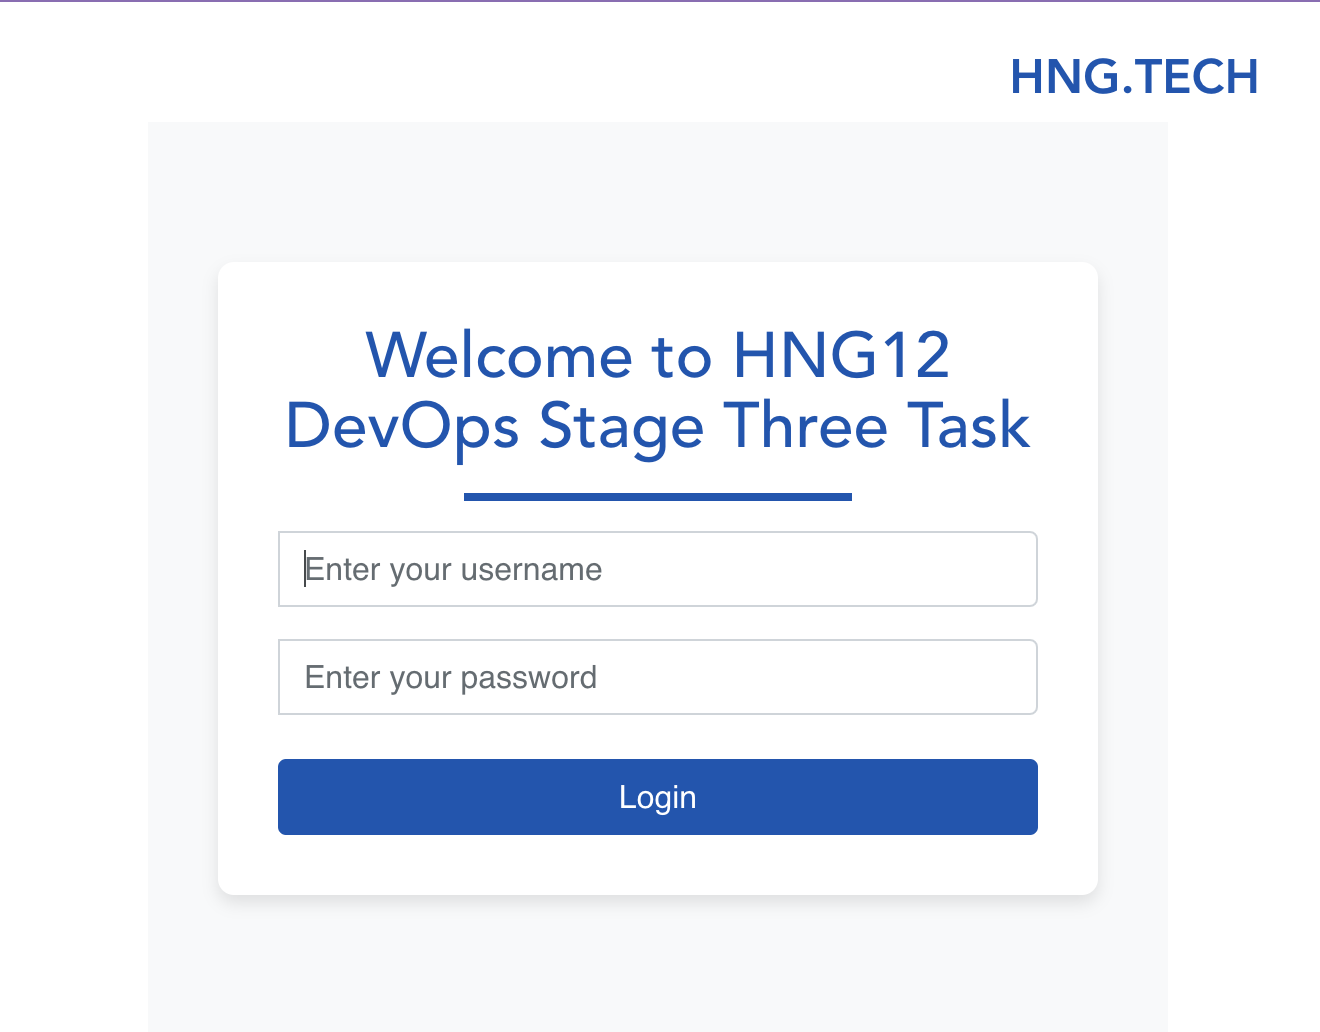 HNG.TECH
Welcome to HNG12
DevOps Stage Three Task
Enter your username
Enter your password
Login